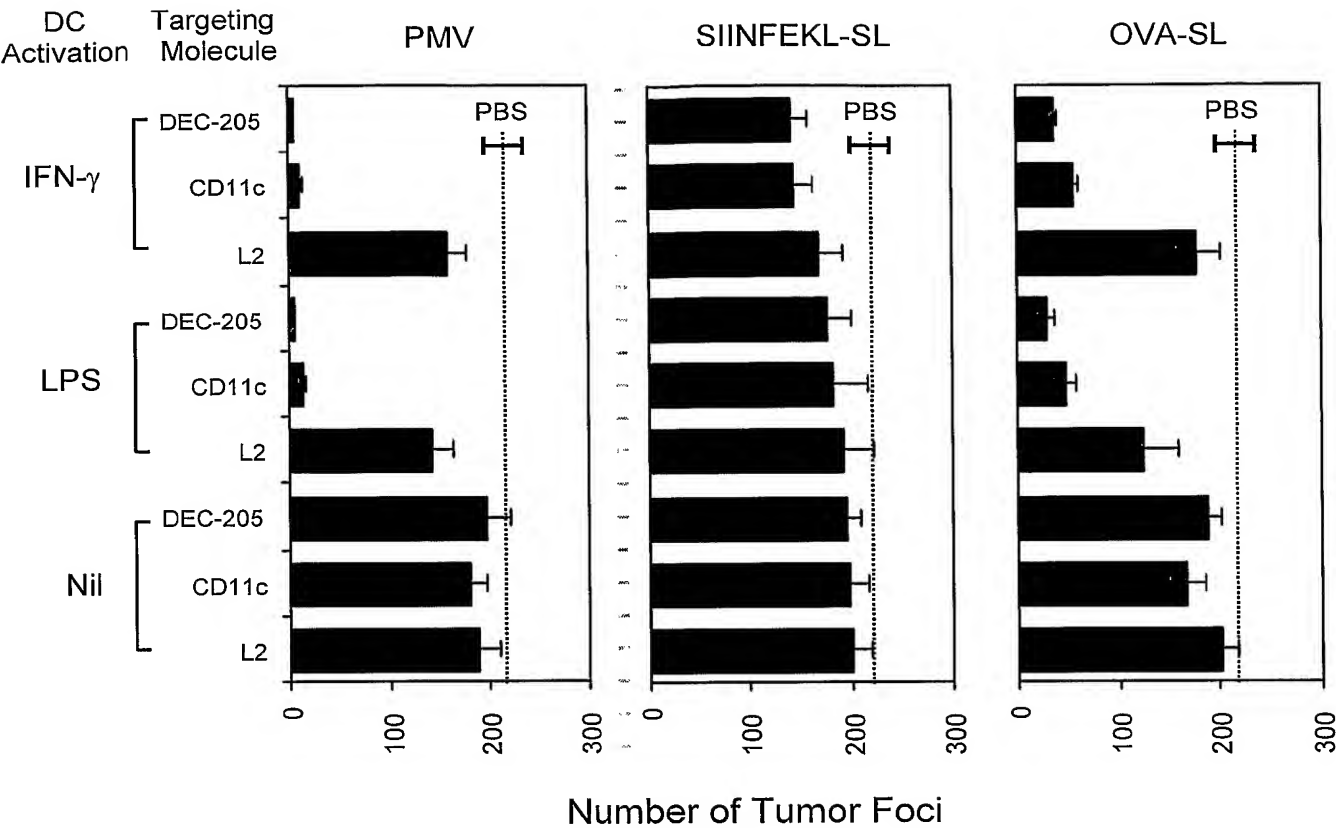 DC
Activation
Targeting
Molecule
PMV
SIINFEKL-SL
OVA-SL
IFN-γ
DEC-205
CD11c
L2
LPS
DEC-205
CD11c
L2
Nil
DEC-205
CD11c
L2
PBS
PBS
PBS
0
100
200
300
0
100
200
300
0
100
200
300
Number of Tumor Foci